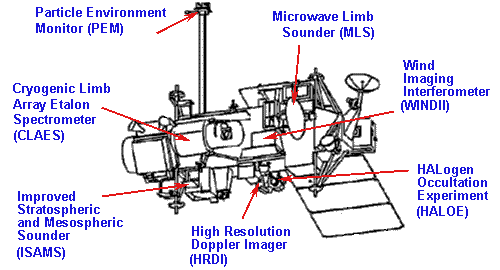 Particle Environment
Monitor (PEM)
Microwave Limb
Sounder (MLS)
Wind
Imaging
Interferometer
(WINDII)
Cryogenic Limb
Array Etalon
Spectrometer
(CLAES)
HALogen
Occultation
Experiment
(HALOE)
Improved
Stratospheric
and Mesospheric
Sounder
(ISAMS)
High Resolution
Doppler Imager
(HRDI)